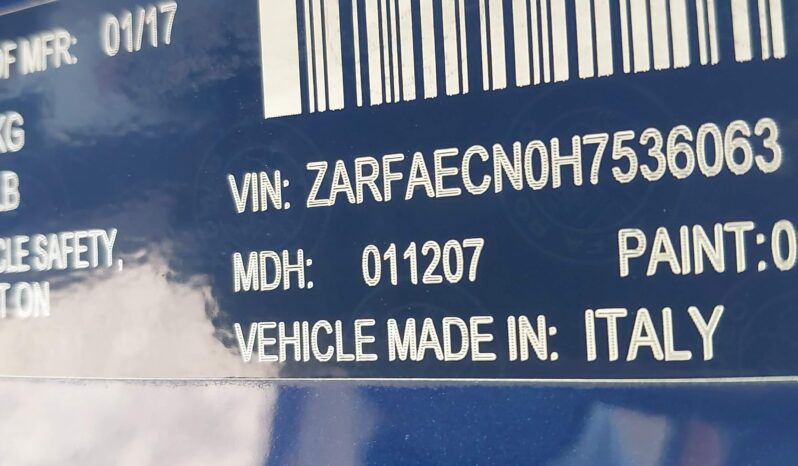 OF MFR: 01/17
KG
LB
CLE SAFETY,
T ON
VIN: ZARFAECN0H7536063
MDH: 011207 PAINT:0
VEHICLE MADE IN: ITALY